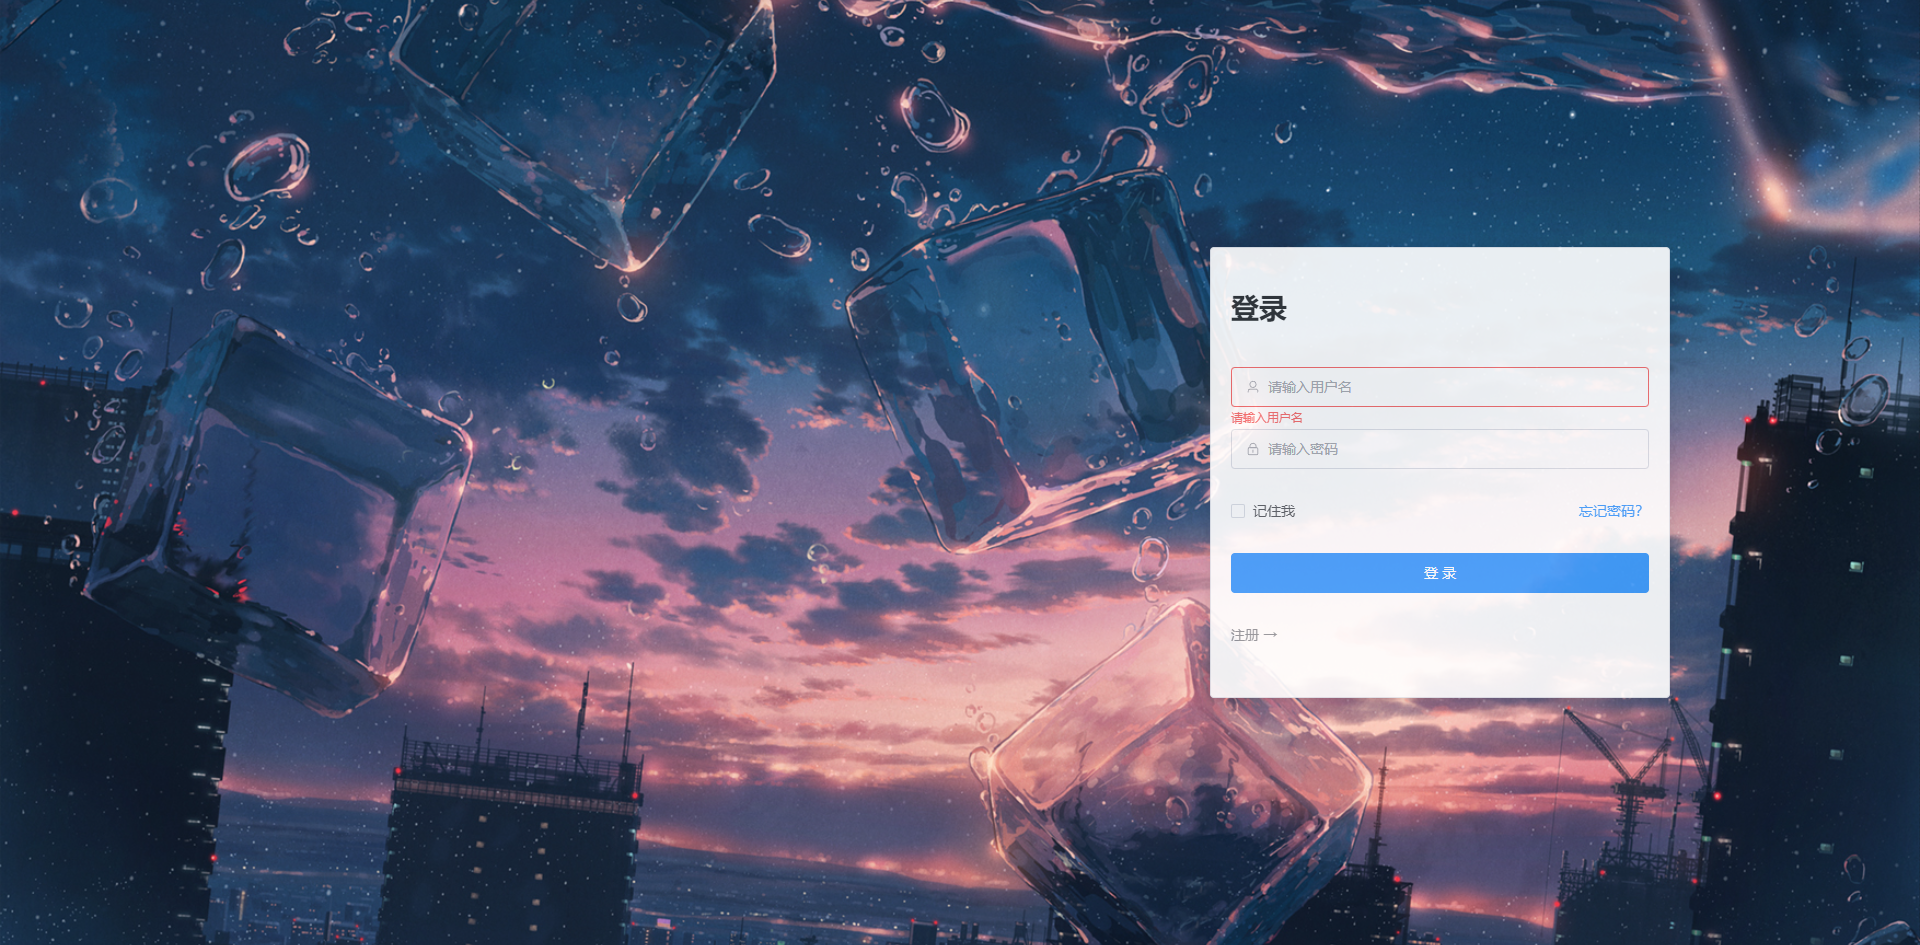 登录
请输入用户名
请输入用户名
请输入密码
记住我 忘记密码?
登 录
注册 →